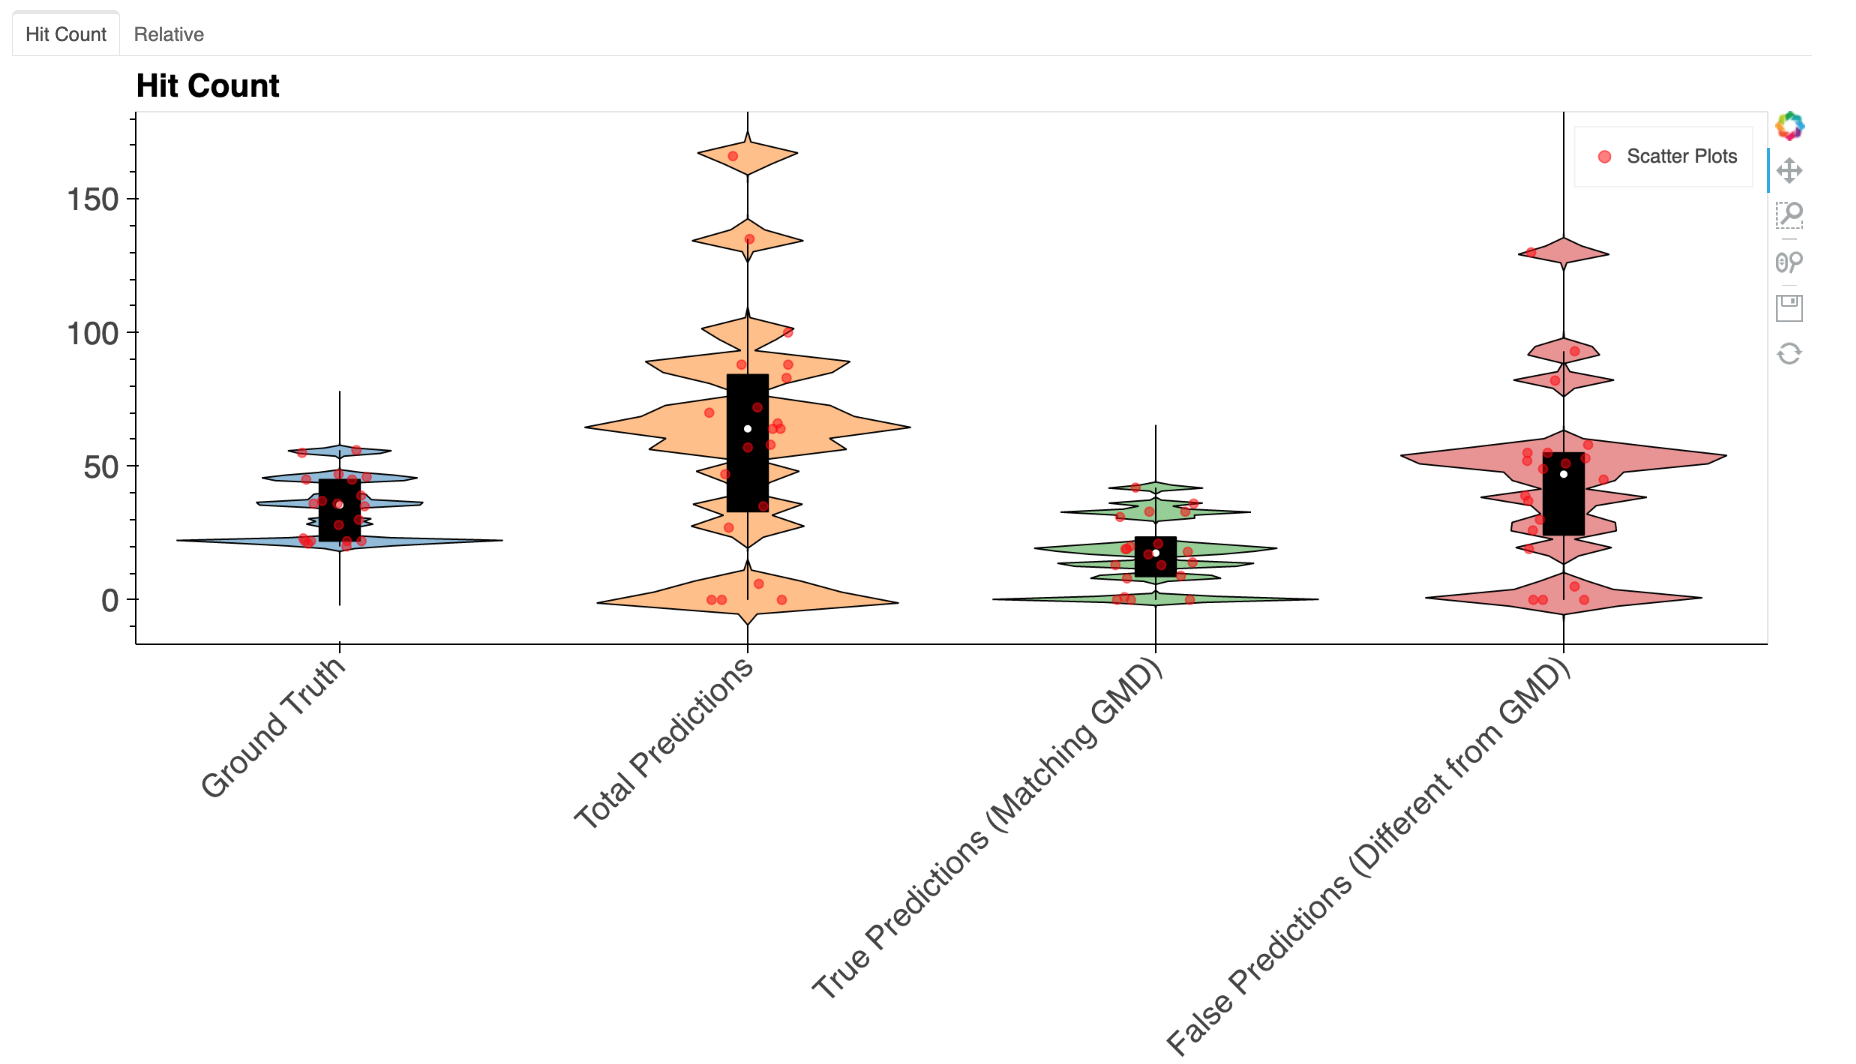 Hit Count
Relative
Hit Count
Scatter Plots
150
100
50
0
Ground Truth
Total Predictions
True Predictions (Matching GMD)
False Predictions (Different from GMD)